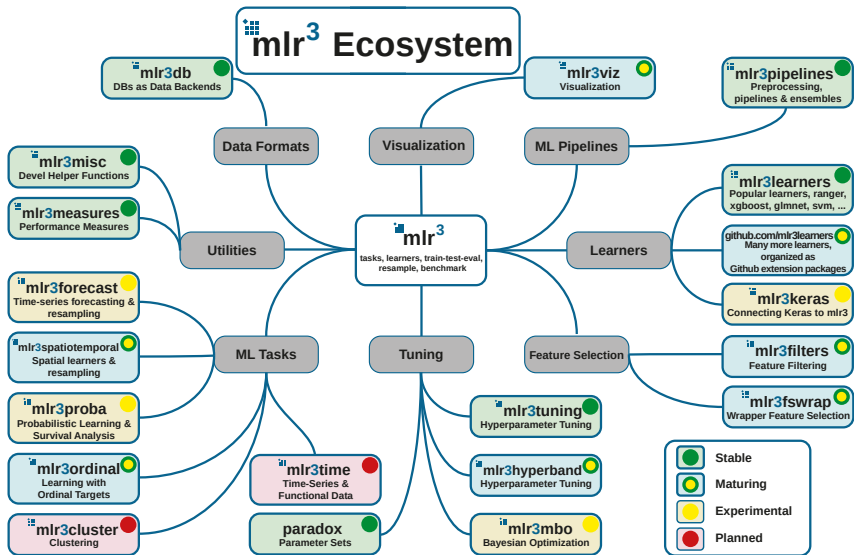 mlr3 Ecosystem
mlr3db
DBs as Data Backends
mlr3viz
Visualization
mlr3pipelines
Preprocessing,
pipelines & ensembles
Data Formats
Visualization
ML Pipelines
mlr3misc
Devel Helper Functions
mlr3measures
Performance Measures
Utilities
mlr3
tasks, learners, train-test-eval,
resample, benchmark
Learners
mlr3learners
Popular learners, ranger,
xgboost, glmnet, svm, ...
github.com/mlr3learners
Many more learners,
organized as
Github extension packages
mlr3keras
Connecting Keras to mlr3
mlr3forecast
Time-series forecasting &
resampling
mlr3spatiotemporal
Spatial learners &
resampling
mlr3proba
Probabilistic Learning &
Survival Analysis
mlr3ordinal
Learning with
Ordinal Targets
mlr3cluster
Clustering
ML Tasks
Tuning
Feature Selection
mlr3filters
Feature Filtering
mlr3fswrap
Wrapper Feature Selection
mlr3tuning
Hyperparameter Tuning
mlr3time
Time-Series &
Functional Data
mlr3hyperband
Hyperparameter Tuning
paradox
Parameter Sets
mlr3mbo
Bayesian Optimization
Stable
Maturing
Experimental
Planned